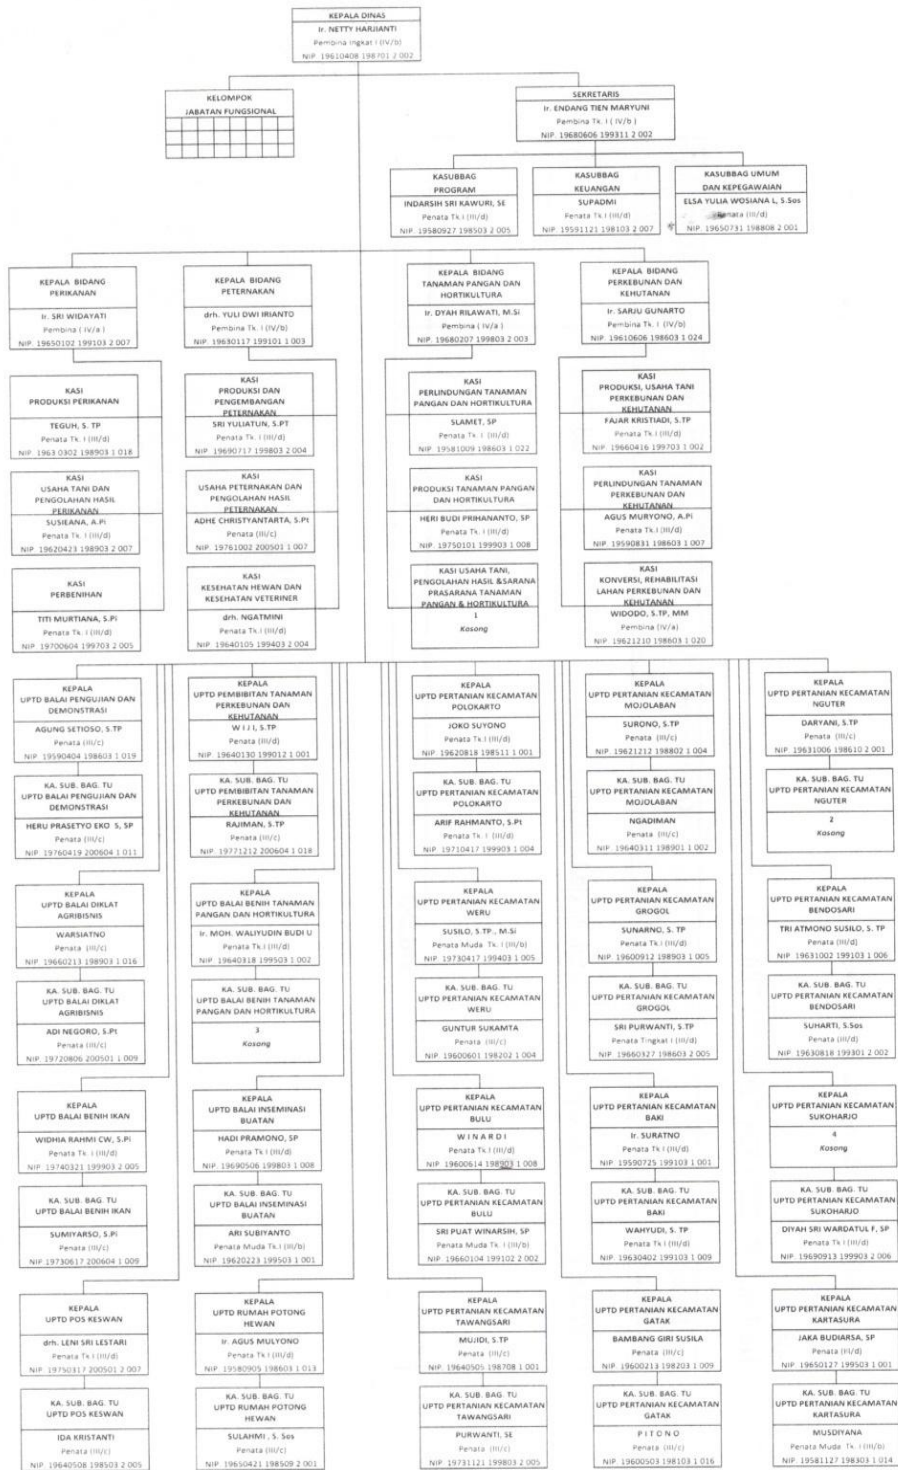 KEPALA DINAS
Ir. NETTY HARJIANTI
Pembina Ingkat I (IV/b)
NIP. 19610408 198701 2 002
KELOMPOK
JABATAN FUNGSIONAL
SEKRETARIS
Ir. ENDANG TIEN MARYUNI
Pembina Tk. I ( IV/b )
NIP. 19680606 199311 2 002
KASUBBAG
PROGRAM
INDARSIH SRI KAWURI, SE
Penata Tk.I (III/d)
NIP. 19580927 198503 2 005
KASUBBAG
KEUANGAN
SUPADMI
Penata Tk.I (III/d)
NIP. 19591121 198103 2 007
KASUBBAG UMUM
DAN KEPEGAWAIAN
ELSA YULIA WOSIANA L, S.Sos
Penata (III/d)
NIP. 19650731 198808 2 001
KEPALA BIDANG
PERIKANAN
Ir. SRI WIDAYATI
Pembina ( IV/a )
NIP. 19650102 199103 2 007
KEPALA BIDANG
PETERNAKAN
drh. YULI DWI IRIANTO
Pembina Tk. I (IV/b)
NIP. 19630117 199101 1 003
KEPALA BIDANG
TANAMAN PANGAN DAN
HORTIKULTURA
Ir. DYAH RILAWATI, M.Si
Pembina ( IV/a )
NIP. 19680207 199803 2 003
KEPALA BIDANG
PERKEBUNAN DAN
KEHUTANAN
Ir. SARJU GUNARTO
Pembina Tk. I (IV/b)
NIP. 19610606 198603 1 024
KASI
PRODUKSI PERIKANAN
TEGUH, S. TP
Penata Tk. I (III/d)
NIP. 1963 0302 198903 1 018
KASI
PRODUKSI DAN
PENGEMBANGAN
PETERNAKAN
SRI YULIATUN, S.PT
Penata Tk. I (III/d)
NIP. 19690717 199803 2 004
KASI
PERLINDUNGAN TANAMAN
PANGAN DAN HORTIKULTURA
SLAMET, SP
Penata Tk. I (III/d)
NIP. 19581009 198603 1 022
KASI
PRODUKSI, USAHA TANI
PERKEBUNAN DAN
KEHUTANAN
FAJAR KRISTIADI, S.TP
Penata Tk. I (III/d)
NIP. 19660416 199703 1 002
KASI
USAHA TANI DAN
PENGOLAHAN HASIL
PERIKANAN
SUSIEANA, A.Pi
Penata Tk. I (III/d)
NIP. 19620423 198903 2 007
KASI
USAHA PETERNAKAN DAN
PENGOLAHAN HASIL
PETERNAKAN
ADHE CHRISTYANTARTA, S.Pt
Penata (III/c)
NIP. 19761002 200501 1 007
KASI
PRODUKSI TANAMAN PANGAN
DAN HORTIKULTURA
HERI BUDI PRIHANANTO, SP
Penata Tk.I (III/d)
NIP. 19750101 199903 1 008
KASI
PERLINDUNGAN TANAMAN
PERKEBUNAN DAN
KEHUTANAN
AGUS MURYONO, A.Pi
Penata Tk.I (III/d)
NIP. 19590831 198603 1 007
KASI
PERBENIHAN
TITI MURTIANA, S.Pi
Penata Tk. I (III/d)
NIP. 19700604 199703 2 005
KASI
KESEHATAN HEWAN DAN
KESEHATAN VETERINER
drh. NGATMINI
Penata Tk.I (III/d)
NIP. 19640105 199403 2 004
KASI USAHA TANI,
PENGOLAHAN HASIL &SARANA
PRASARANA TANAMAN
PANGAN & HORTIKULTURA
1
Kosong
KASI
KONVERSI, REHABILITASI
LAHAN PERKEBUNAN DAN
KEHUTANAN
WIDODO, S.TP, MM
Pembina (IV/a)
NIP. 19621210 198603 1 020
KEPALA
UPTD BALAI PENGUJIAN DAN
DEMONSTRASI
AGUNG SETIOSO, S.TP
Penata (III/c)
NIP. 19590404 198603 1 019
KEPALA
UPTD PEMBIBITAN TANAMAN
PERKEBUNAN DAN
KEHUTANAN
W I J I, S.TP
Penata (III/d)
NIP. 19640130 199012 1 001
KEPALA
UPTD PERTANIAN KECAMATAN
POLOKARTO
JOKO SUYONO
Penata Tk. I (III/d)
NIP. 19620818 198511 1 001
KEPALA
UPTD PERTANIAN KECAMATAN
MOJOLABAN
SURONO, S.TP
Penata (III/c)
NIP. 19621212 198802 1 004
KEPALA
UPTD PERTANIAN KECAMATAN
NGUTER
DARYANI, S.TP
Penata (III/c)
NIP. 19631006 198610 2 001
KA. SUB. BAG. TU
UPTD BALAI PENGUJIAN DAN
DEMONSTRASI
HERU PRASETYO EKO S, SP
Penata (III/c)
NIP. 19760419 200604 1 011
KA. SUB. BAG. TU
UPTD PEMBIBITAN TANAMAN
PERKEBUNAN DAN
KEHUTANAN
RAJIMAN, S.TP
Penata (III/c)
NIP. 19771212 200604 1 018
KA. SUB. BAG. TU
UPTD PERTANIAN KECAMATAN
POLOKARTO
ARIF RAHMANTO, S.Pt
Penata Tk. I (III/d)
NIP. 19710417 199903 1 004
KA. SUB. BAG. TU
UPTD PERTANIAN KECAMATAN
MOJOLABAN
NGADIMAN
Penata (III/c)
NIP. 19640311 198901 1 002
KA. SUB. BAG. TU
UPTD PERTANIAN KECAMATAN
NGUTER
2
Kosong
KEPALA
UPTD BALAI DIKLAT
AGRIBISNIS
WARSIATNO
Penata (III/c)
NIP. 19660213 198903 1 016
KEPALA
UPTD BALAI BENIH TANAMAN
PANGAN DAN HORTIKULTURA
Ir. MOH. WALIYUDIN BUDI U
Penata Tk.I (III/d)
NIP. 19640318 199503 1 002
KEPALA
UPTD PERTANIAN KECAMATAN
WERU
SUSILO, S.TP., M.Si
Penata Muda Tk. I (III/b)
NIP. 19730417 199403 1 005
KEPALA
UPTD PERTANIAN KECAMATAN
GROGOL
SUNARNO, S. TP
Penata Tk.I (III/d)
NIP. 19600912 198903 1 005
KEPALA
UPTD PERTANIAN KECAMATAN
BENDOSARI
TRI ATMONO SUSILO, S. TP
Penata (III/d)
NIP. 19631002 199103 1 006
KA. SUB. BAG. TU
UPTD BALAI DIKLAT
AGRIBISNIS
ADI NEGORO, S.Pt
Penata (III/c)
NIP. 19720806 200501 1 009
KA. SUB. BAG. TU
UPTD BALAI BENIH TANAMAN
PANGAN DAN HORTIKULTURA
3
Kosong
KA. SUB. BAG. TU
UPTD PERTANIAN KECAMATAN
WERU
GUNTUR SUKAMTA
Penata (III/c)
NIP. 19600601 198202 1 004
KA. SUB. BAG. TU
UPTD PERTANIAN KECAMATAN
GROGOL
SRI PURWANTI, S.TP
Penata Tingkat I (III/d)
NIP. 19660327 198603 2 005
KA. SUB. BAG. TU
UPTD PERTANIAN KECAMATAN
BENDOSARI
SUHARTI, S.Sos
Penata (III/d)
NIP. 19630818 199301 2 002
KEPALA
UPTD BALAI BENIH IKAN
WIDHIA RAHMI CW, S.Pi
Penata Tk I (III/d)
NIP. 19740321 199903 2 005
KEPALA
UPTD BALAI INSEMINASI
BUATAN
HADI PRAMONO, SP
Penata Tk I (III/d)
NIP. 19690506 199803 1 008
KEPALA
UPTD PERTANIAN KECAMATAN
BULU
W I N A R D I
Penata Tk.I (III/d)
NIP. 19600614 198903 1 008
KEPALA
UPTD PERTANIAN KECAMATAN
BAKI
Ir. SURATNO
Penata Tk I (III/d)
NIP. 19590725 199103 1 001
KEPALA
UPTD PERTANIAN KECAMATAN
SUKOHARJO
4
Kosong
KA. SUB. BAG. TU
UPTD BALAI BENIH IKAN
SUMIYARSO, S.Pi
Penata (III/c)
NIP. 19730617 200604 1 009
KA. SUB. BAG. TU
UPTD BALAI INSEMINASI
BUATAN
ARI SUBIYANTO
Penata Muda Tk.I (III/b)
NIP. 19620223 199503 1 001
KA. SUB. BAG. TU
UPTD PERTANIAN KECAMATAN
BULU
SRI PUAT WINARSIH, SP
Penata Muda Tk. I (III/b)
NIP. 19660104 199102 2 002
KA. SUB. BAG. TU
UPTD PERTANIAN KECAMATAN
BAKI
WAHYUDI, S. TP
Penata Tk I (III/d)
NIP. 19630402 199103 1 009
KA. SUB. BAG. TU
UPTD PERTANIAN KECAMATAN
SUKOHARJO
DIYAH SRI WARDATUL F, SP
Penata Tk I (III/d)
NIP. 19690913 199903 2 006
KEPALA
UPTD POS KESWAN
drh. LENI SRI LESTARI
Penata Tk I (III/d)
NIP. 19750317 200501 2 007
KEPALA
UPTD RUMAH POTONG
HEWAN
Ir. AGUS MULYONO
Penata Tk I (III/d)
NIP. 19580905 198603 1 013
KEPALA
UPTD PERTANIAN KECAMATAN
TAWANGSARI
MUJIDI, S.TP
Penata (III/c)
NIP. 19640505 198708 1 001
KEPALA
UPTD PERTANIAN KECAMATAN
GATAK
BAMBANG GIRI SUSILA
Penata (III/c)
NIP. 19600213 198203 1 009
KEPALA
UPTD PERTANIAN KECAMATAN
KARTASURA
JAKA BUDIARSA, SP
Penata (III/d)
NIP. 19650127 199503 1 001
KA. SUB. BAG. TU
UPTD POS KESWAN
IDA KRISTANTI
Penata (III/c)
NIP. 19640508 198503 2 005
KA. SUB. BAG. TU
UPTD RUMAH POTONG
HEWAN
SULAHMI, S. Sos
Penata (III/c)
NIP. 19650421 198509 2 001
KA. SUB. BAG. TU
UPTD PERTANIAN KECAMATAN
TAWANGSARI
PURWANTI, SE
Penata (III/c)
NIP. 19731121 199803 2 005
KA. SUB. BAG. TU
UPTD PERTANIAN KECAMATAN
GATAK
P I T O N O
Penata (III/c)
NIP. 19600503 198103 1 016
KA. SUB. BAG. TU
UPTD PERTANIAN KECAMATAN
KARTASURA
MUSDIYANA
Penata Muda Tk. I (III/b)
NIP. 19581127 198303 1 014